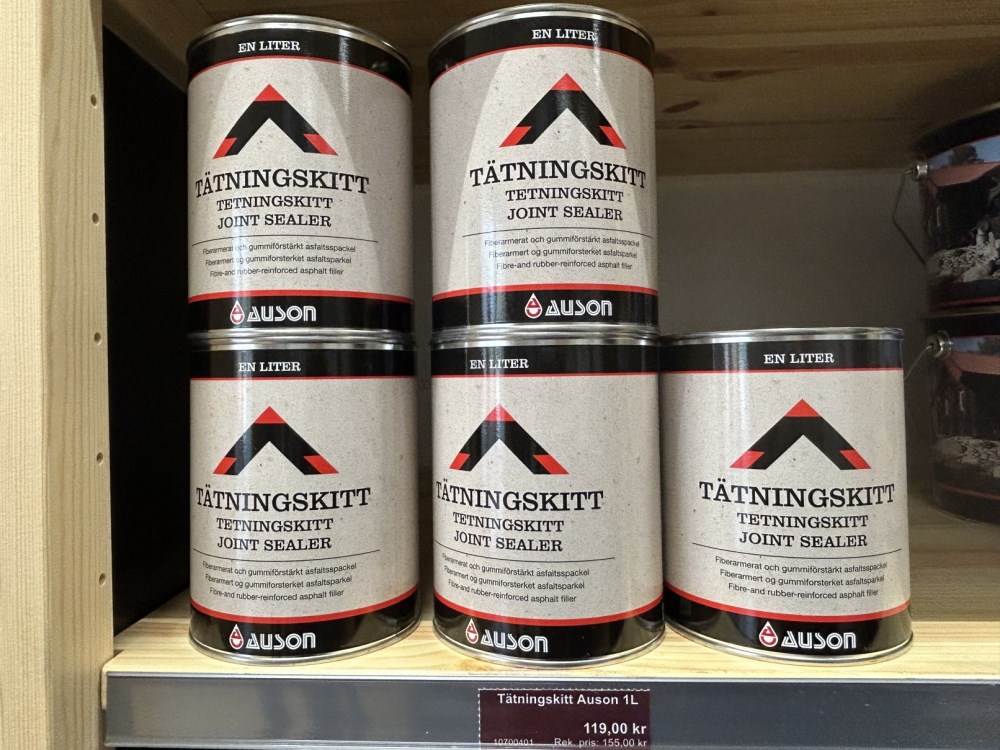 EN LITER
TÄTNINGSKITT
TETNINGSKITT
JOINT SEALER
Fiberarmerat och gummiförstärkt asfaltsspackel
Fiberarmert og gummiforsterket asfaltsparkel
Fibre-and rubber-reinforced asphalt filler
AUSON
EN LITER
TÄTNINGSKITT
TETNINGSKITT
JOINT SEALER
Fiberarmerat och gummiförstärkt asfaltsspackel
Fiberarmert og gummiforsterket asfaltsparkel
Fibre-and rubber-reinforced asphalt filler
AUSON
EN LITER
TÄTNINGSKITT
TETNINGSKITT
JOINT SEALER
Fiberarmerat och gummiförstärkt asfaltsspackel
Fiberarmert og gummiforsterket asfaltsparkel
Fibre-and rubber-reinforced asphalt filler
AUSON
EN LITER
TÄTNINGSKITT
TETNINGSKITT
JOINT SEALER
Fiberarmerat och gummiförstärkt asfaltsspackel
Fiberarmert og gummiforsterket asfaltsparkel
Fibre-and rubber-reinforced asphalt filler
AUSON
EN LITER
TÄTNINGSKITT
TETNINGSKITT
JOINT SEALER
Fiberarmerat och gummiförstärkt asfaltsspackel
Fiberarmert og gummiforsterket asfaltsparkel
Fibre-and rubber-reinforced asphalt filler
AUSON
Tätningskitt Auson 1L
119,00 kr
10700401 Rek. pris: 155,00 kr